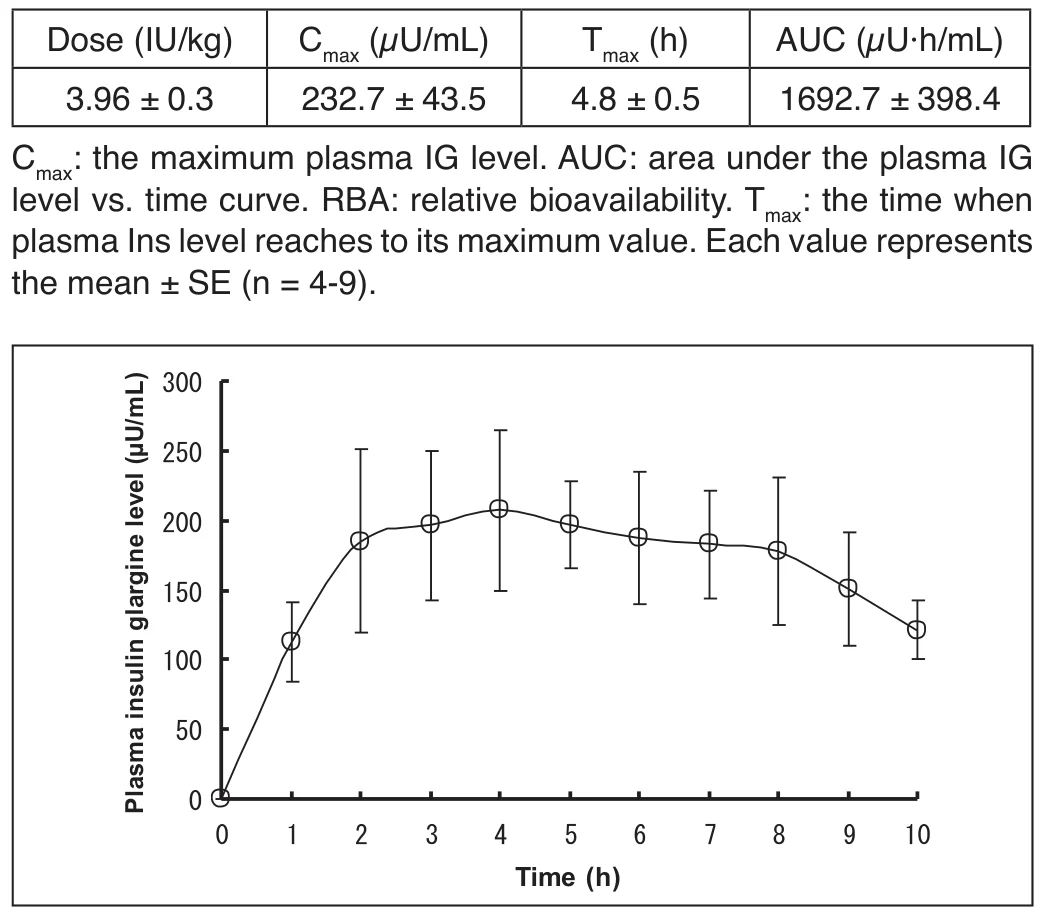 Dose (IU/kg) Cmax (µU/mL) Tmax (h) AUC (µU·h/mL)
3.96 ± 0.3 232.7 ± 43.5 4.8 ± 0.5 1692.7 ± 398.4
Cmax: the maximum plasma IG level. AUC: area under the plasma IG
level vs. time curve. RBA: relative bioavailability. Tmax: the time when
plasma Ins level reaches to its maximum value. Each value represents
the mean ± SE (n = 4-9).
Plasma insulin glargine level (µU/mL)
300
250
200
150
100
50
0
0 1 2 3 4 5 6 7 8 9 10
Time (h)